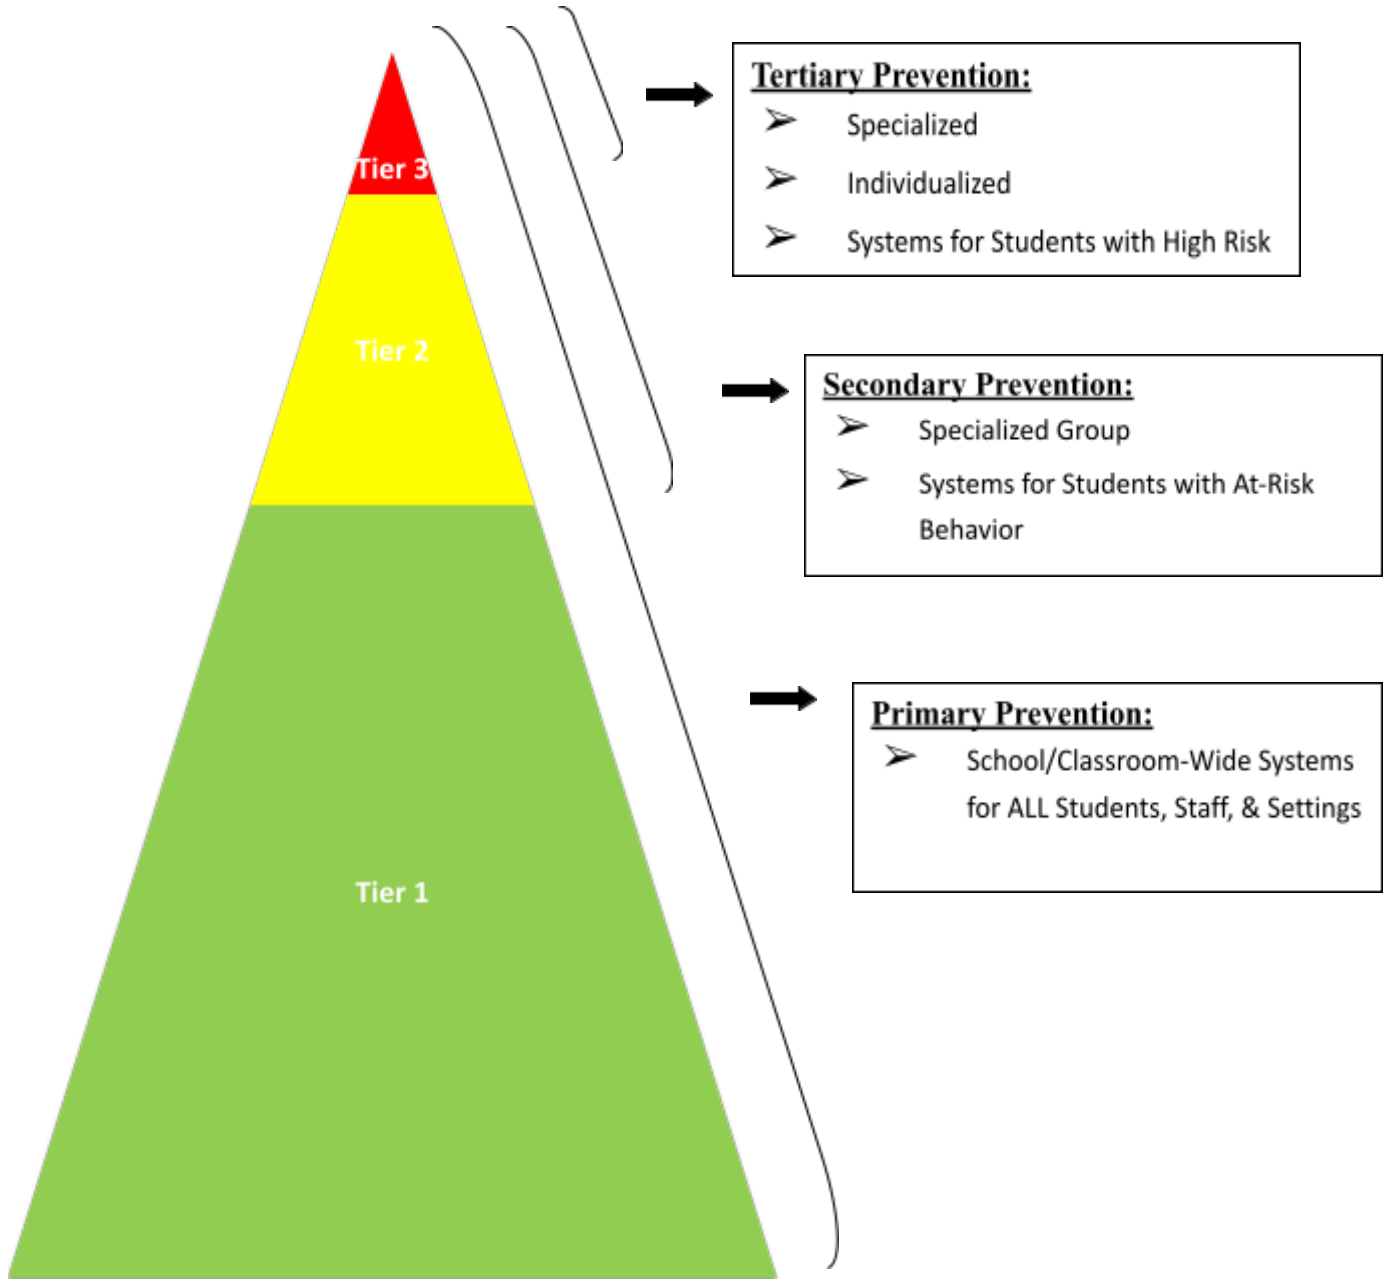 Tier 3
Tier 2
Tier 1
Tertiary Prevention:
➢ Specialized
➢ Individualized
➢ Systems for Students with High Risk
Secondary Prevention:
➢ Specialized Group
➢ Systems for Students with At-Risk
Behavior
Primary Prevention:
➢ School/Classroom-Wide Systems
for ALL Students, Staff, & Settings